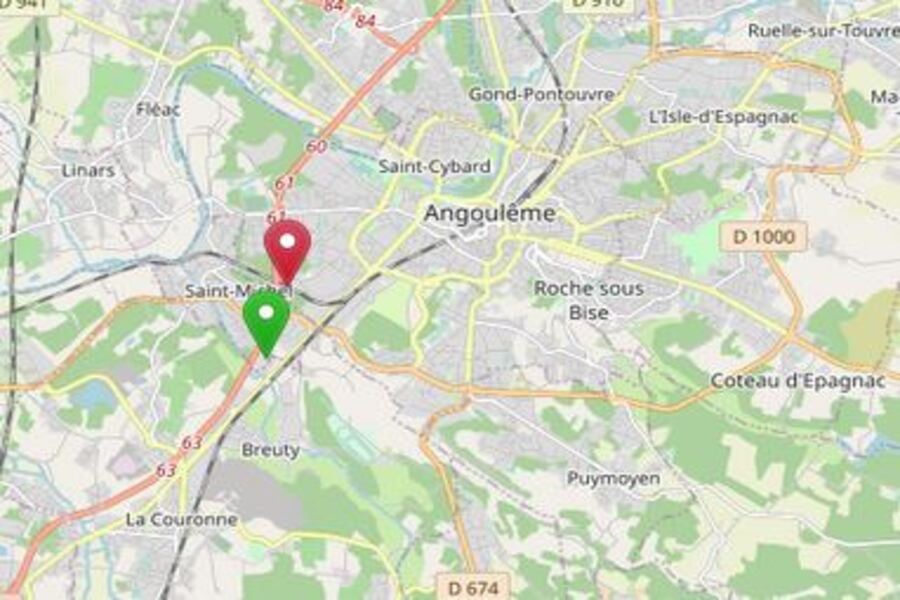 D 941
84
84
D 910
Ruelle-sur-Touvre
Fléac
Gond-Pontouvre
Ma
L'Isle-d'Espagnac
60
Linars
Saint-Cybard
61
61
Angoulême
D 1000
Saint-Michel
Roche sous
Bise
Coteau d'Epagnac
63
Breuty
63
Puymoyen
La Couronne
D 674